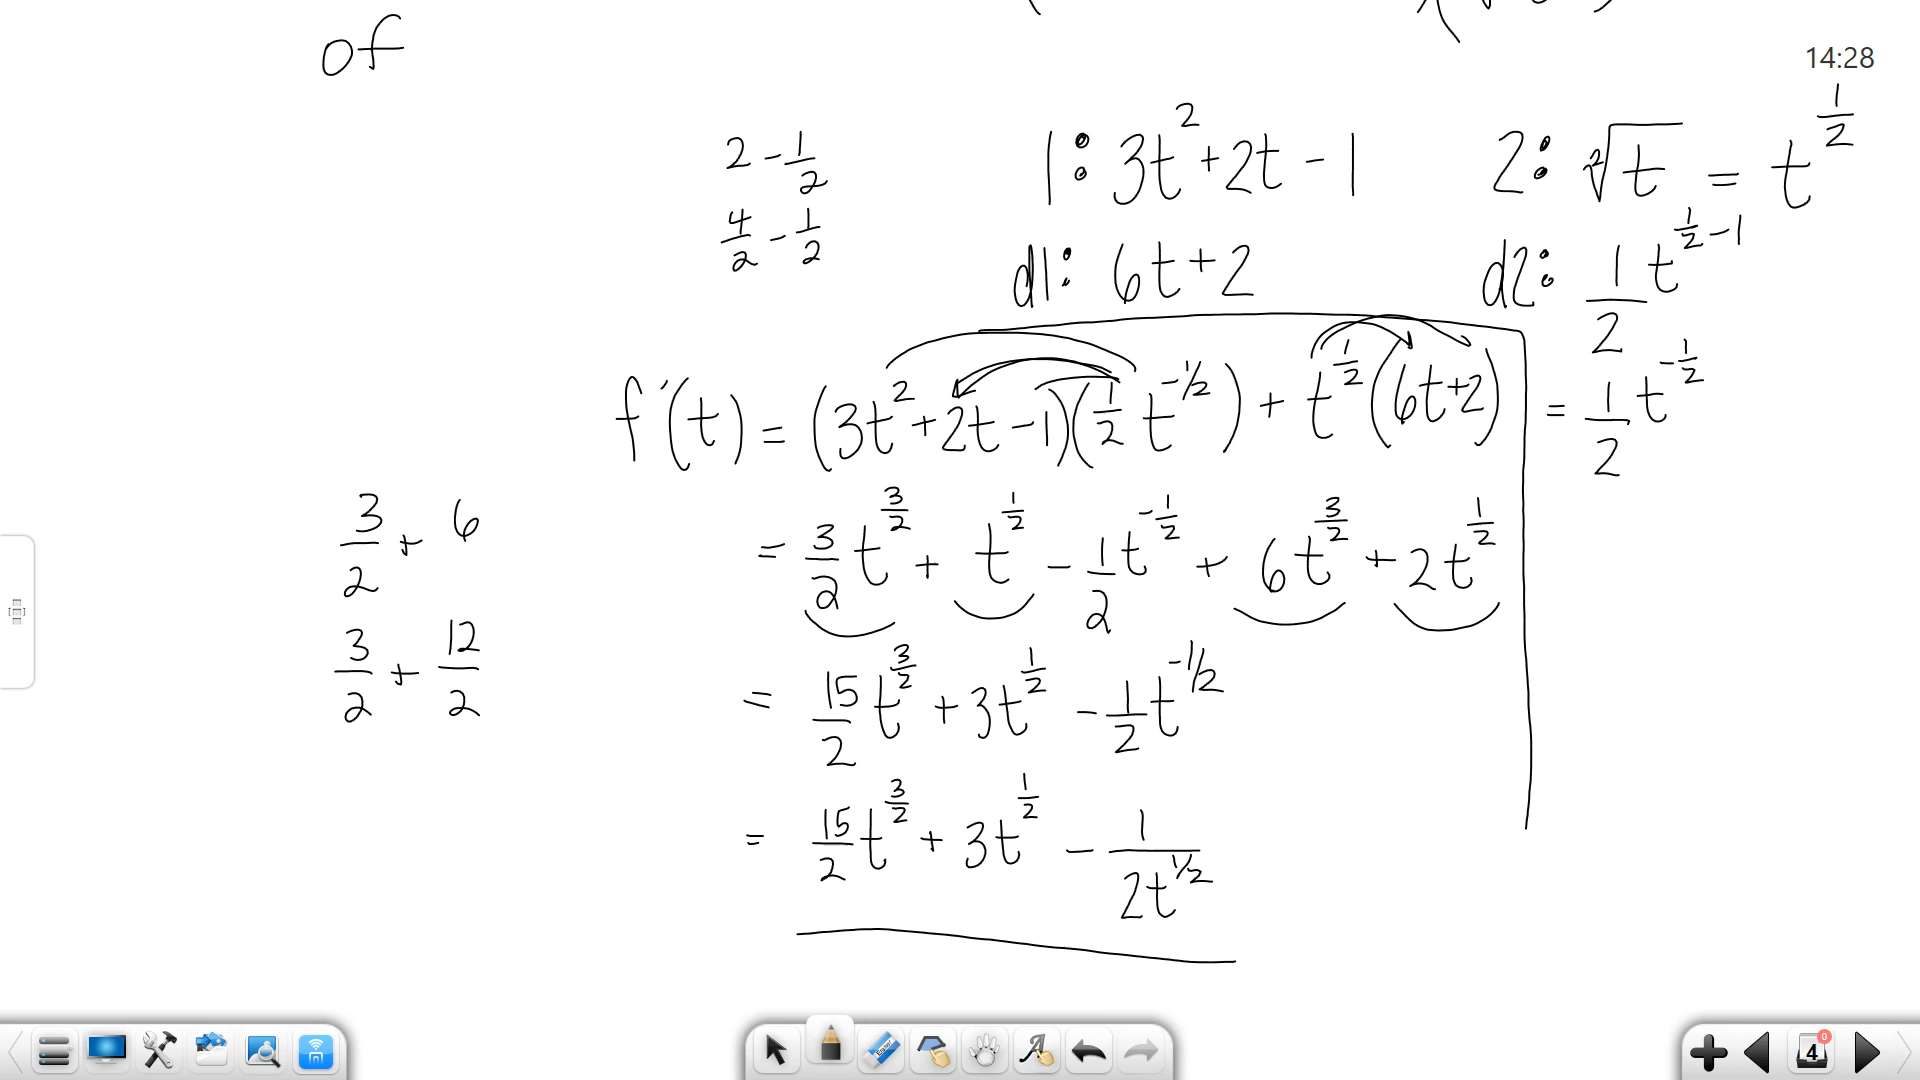 of
14:28
2 - 1/2
4/2 - 1/2
1: 3t^2 + 2t - 1
2: ²√t = t^(1/2)
d1: 6t + 2
d2: 1/2 t^(1/2 - 1)
= 1/2 t^(-1/2)
f'(t) = (3t^2 + 2t - 1)(1/2 t^(-1/2)) + t^(1/2)(6t + 2)
= 3/2 t^(3/2) + t^(1/2) - 1/2 t^(-1/2) + 6t^(3/2) + 2t^(1/2)
3/2 + 6
3/2 + 12/2
= 15/2 t^(3/2) + 3t^(1/2) - 1/2 t^(-1/2)
= 15/2 t^(3/2) + 3t^(1/2) - 1/(2t^(1/2))
Eraser
A
4
0